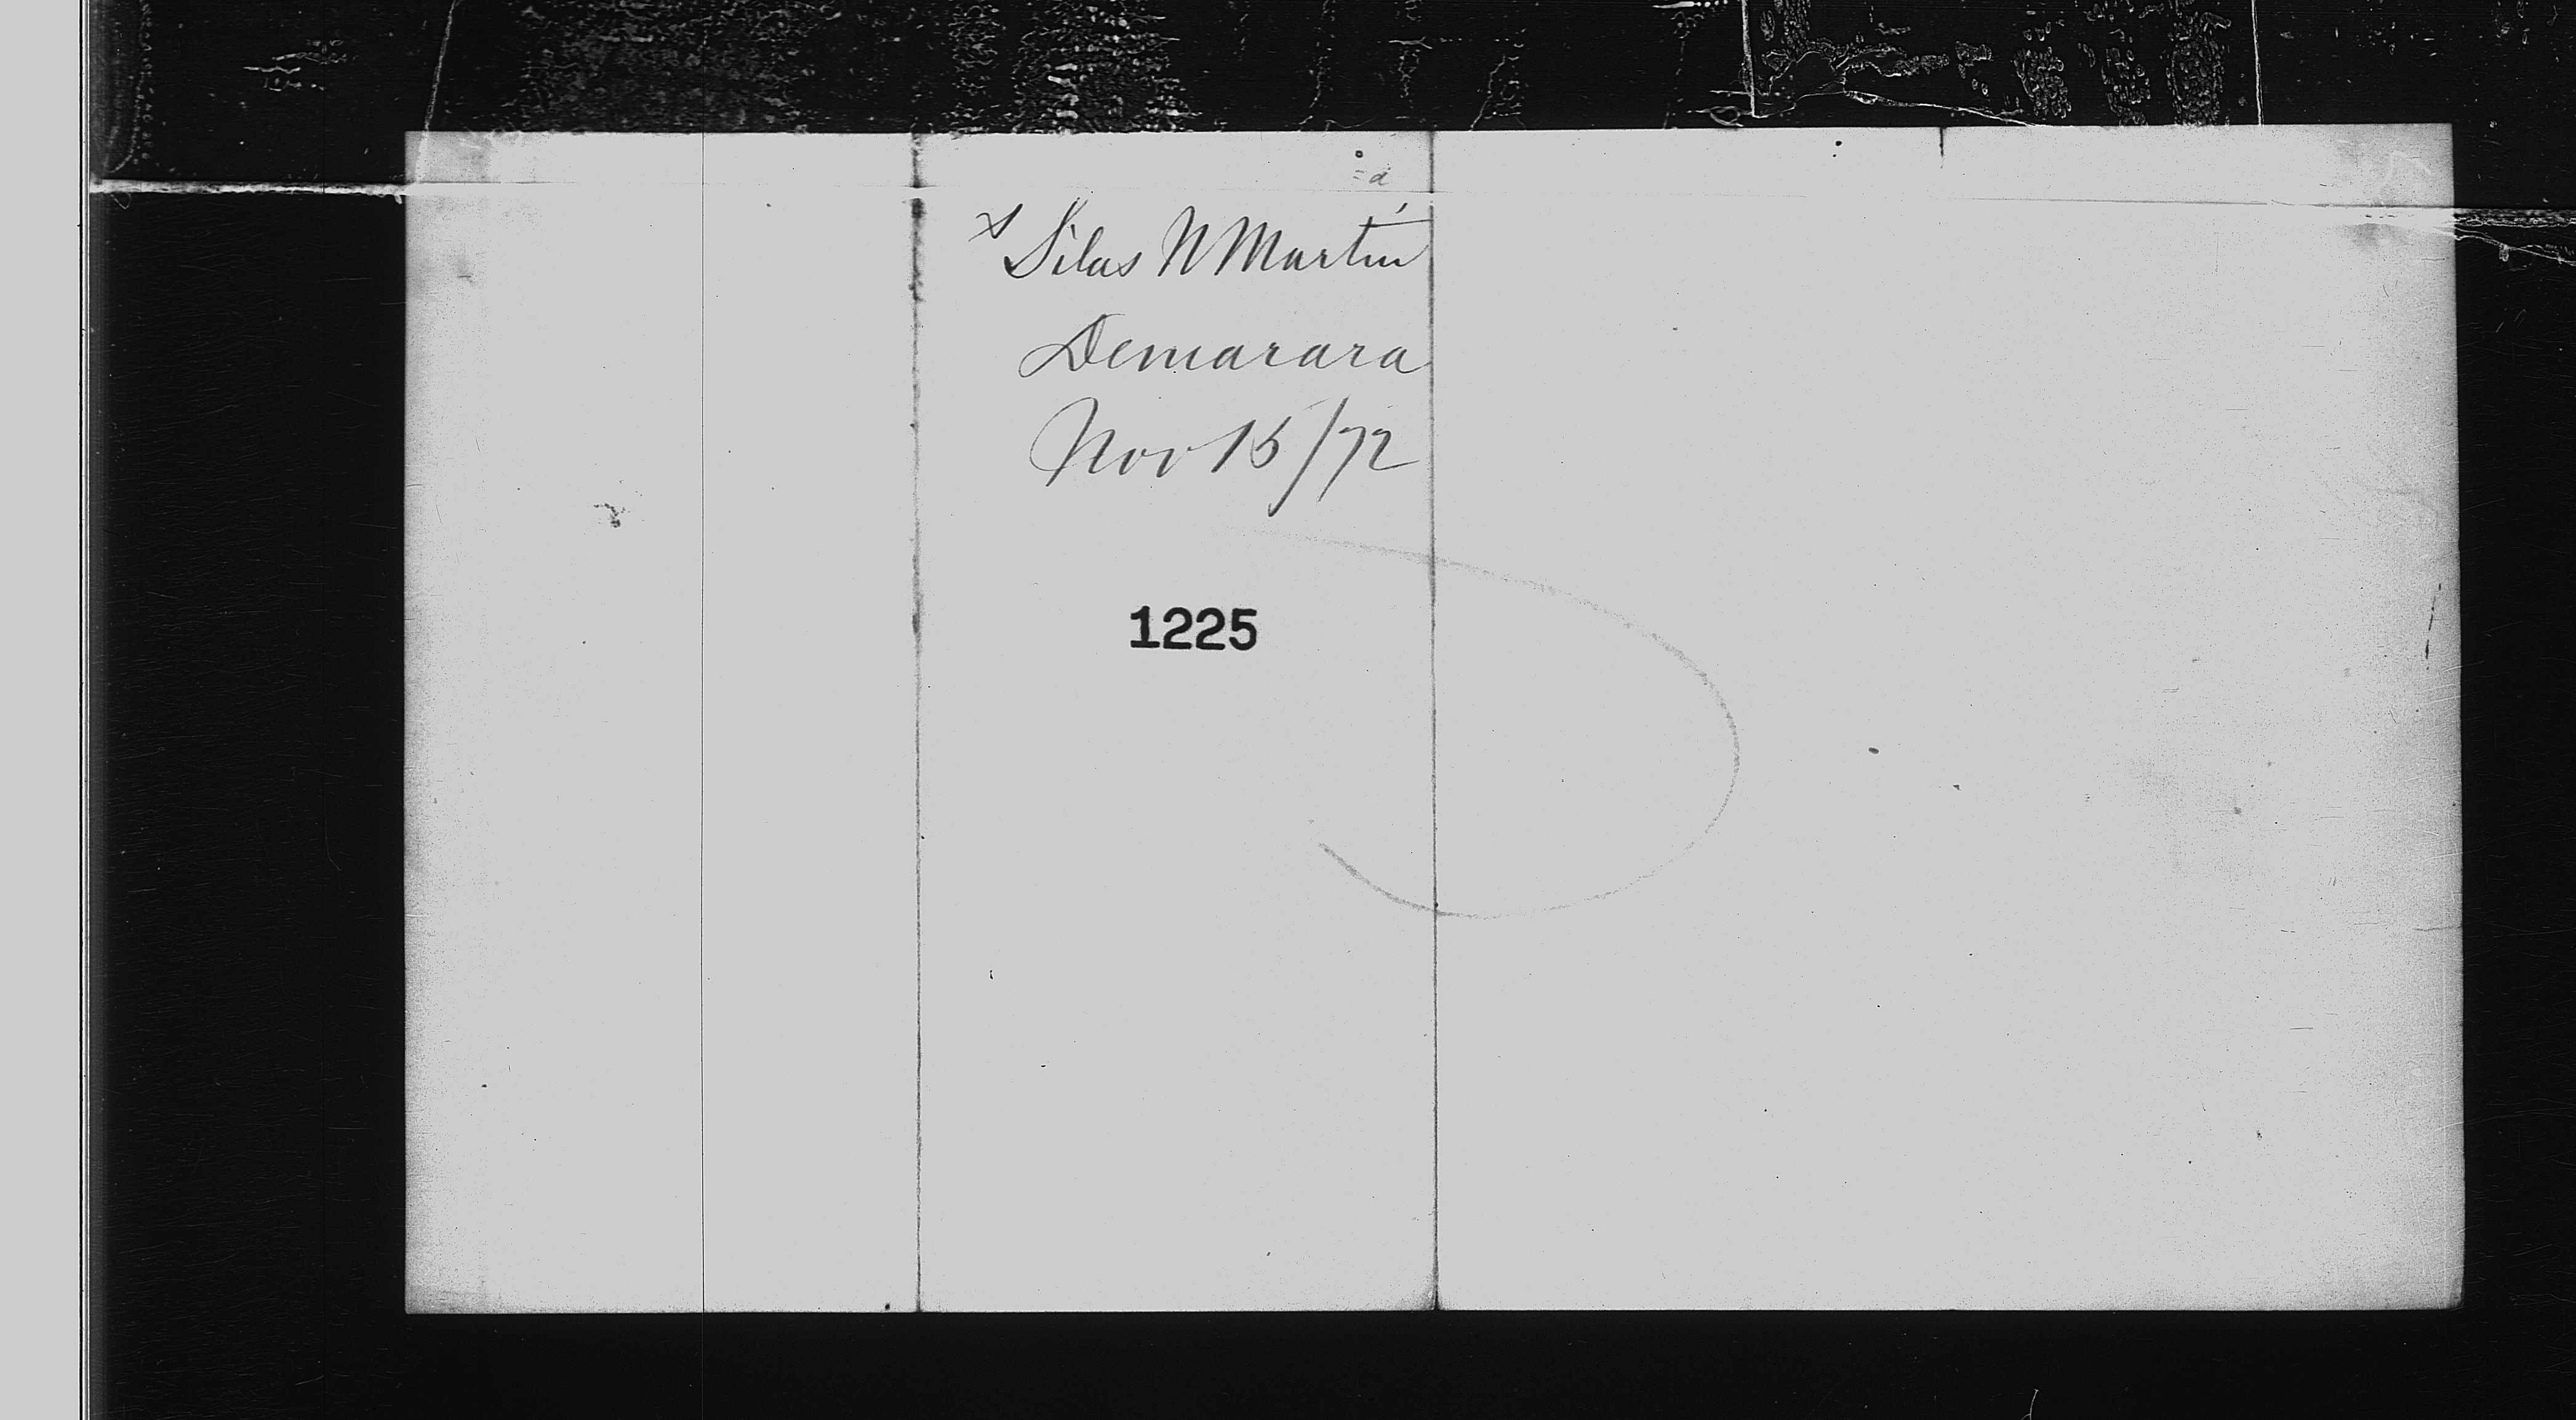 Silas N Martin
Demarara
Nov 15/72
1225